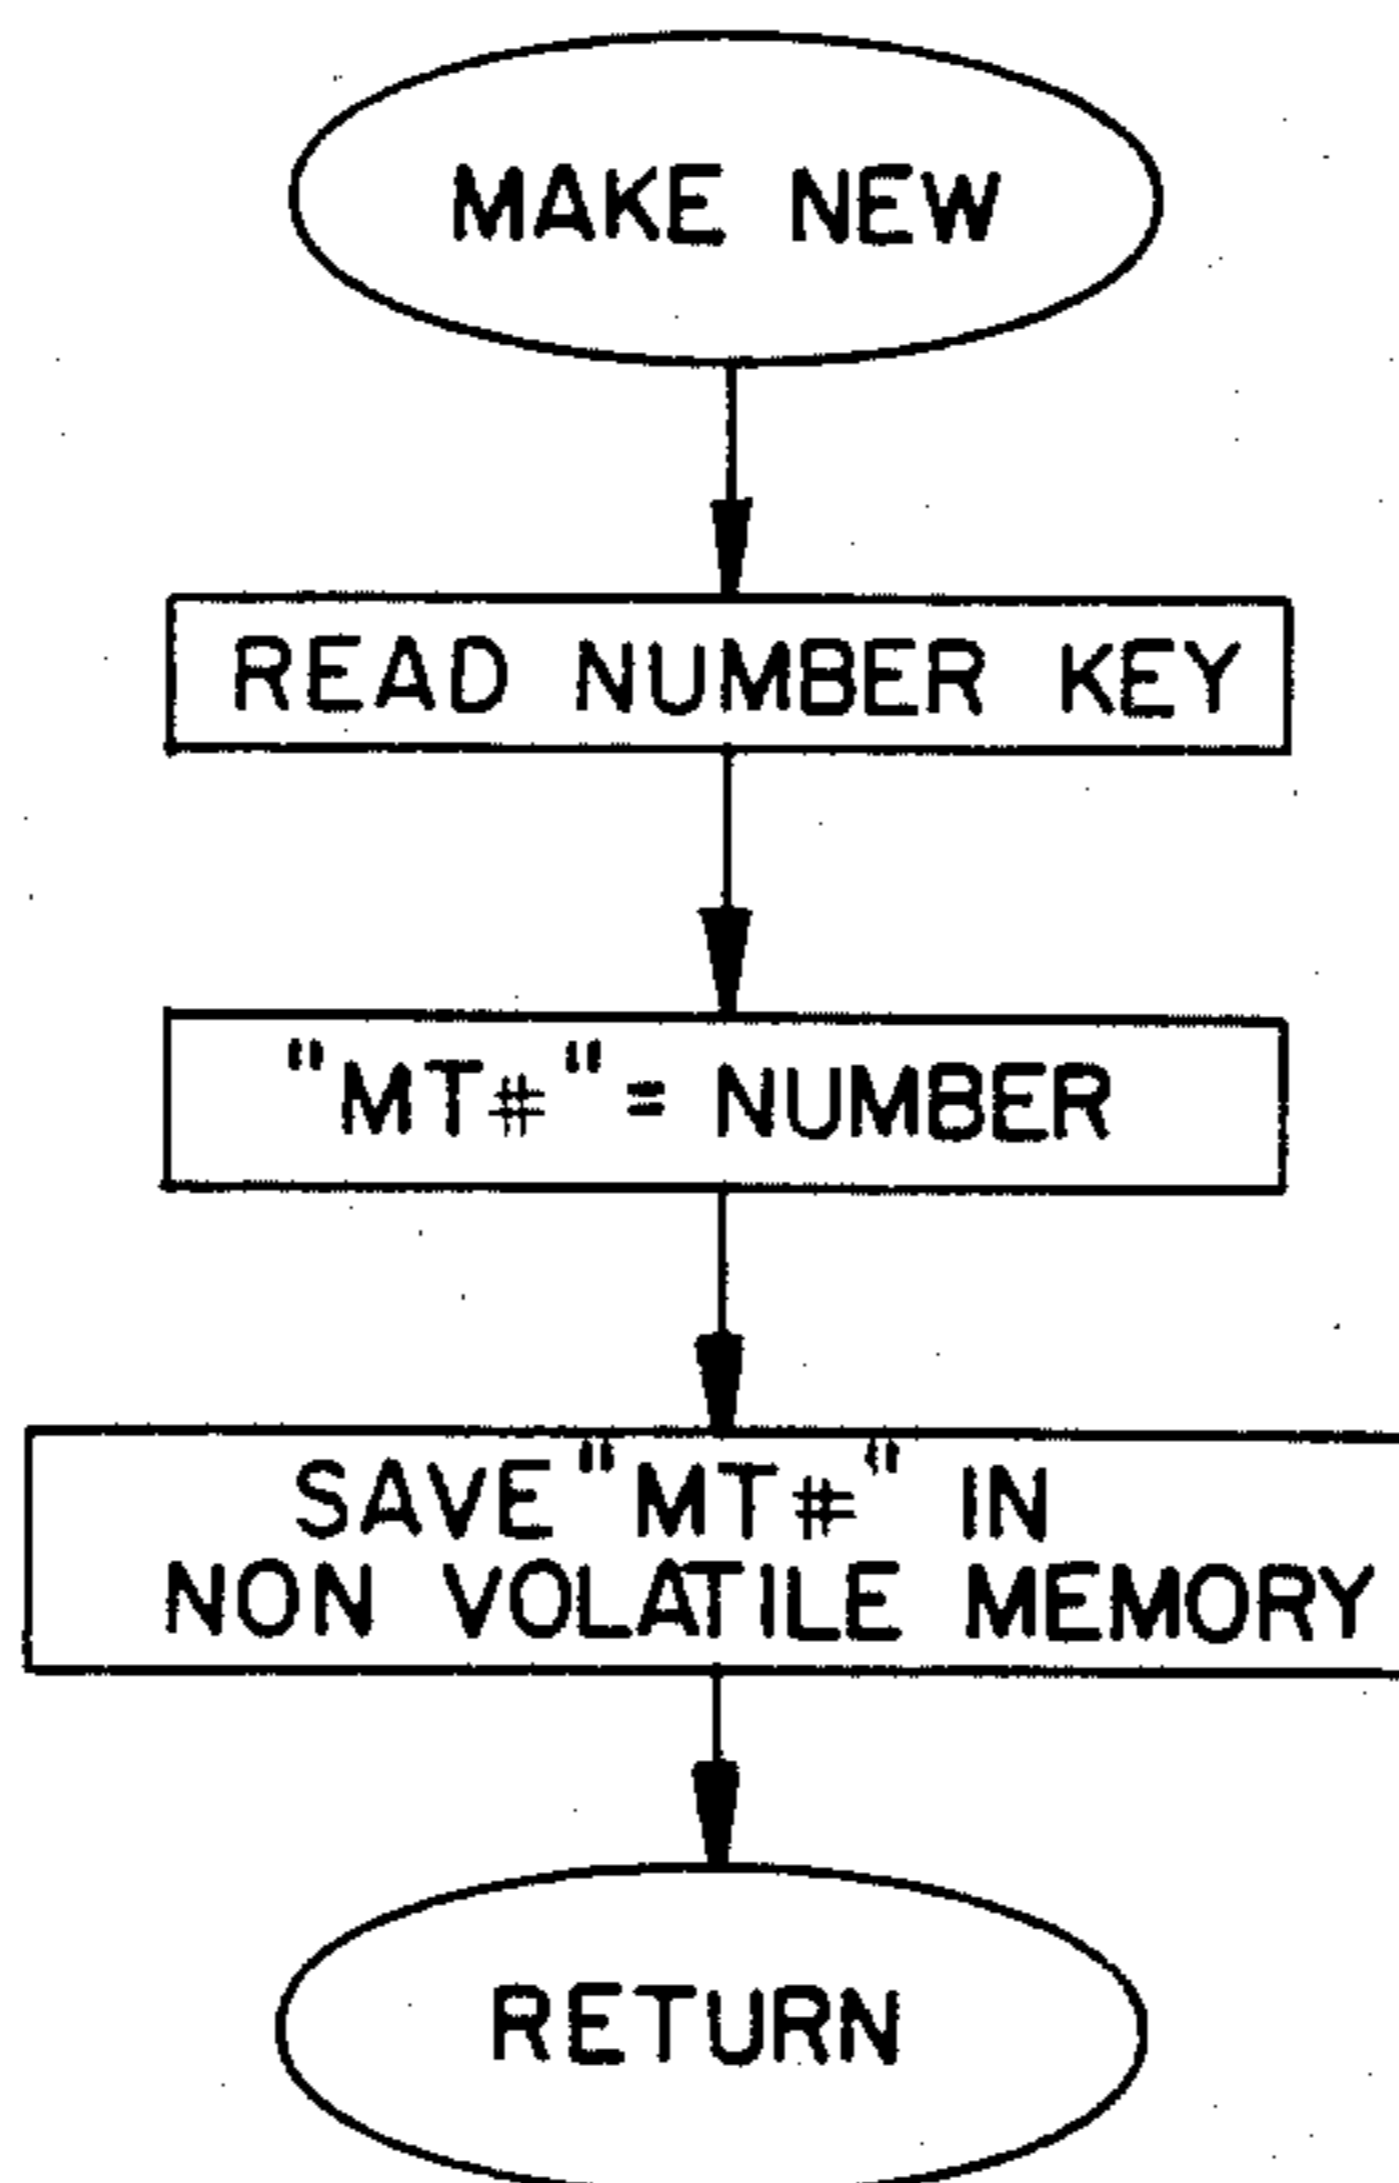 MAKE NEW
READ NUMBER KEY
"MT#" = NUMBER
SAVE "MT#" IN
NON VOLATILE MEMORY
RETURN